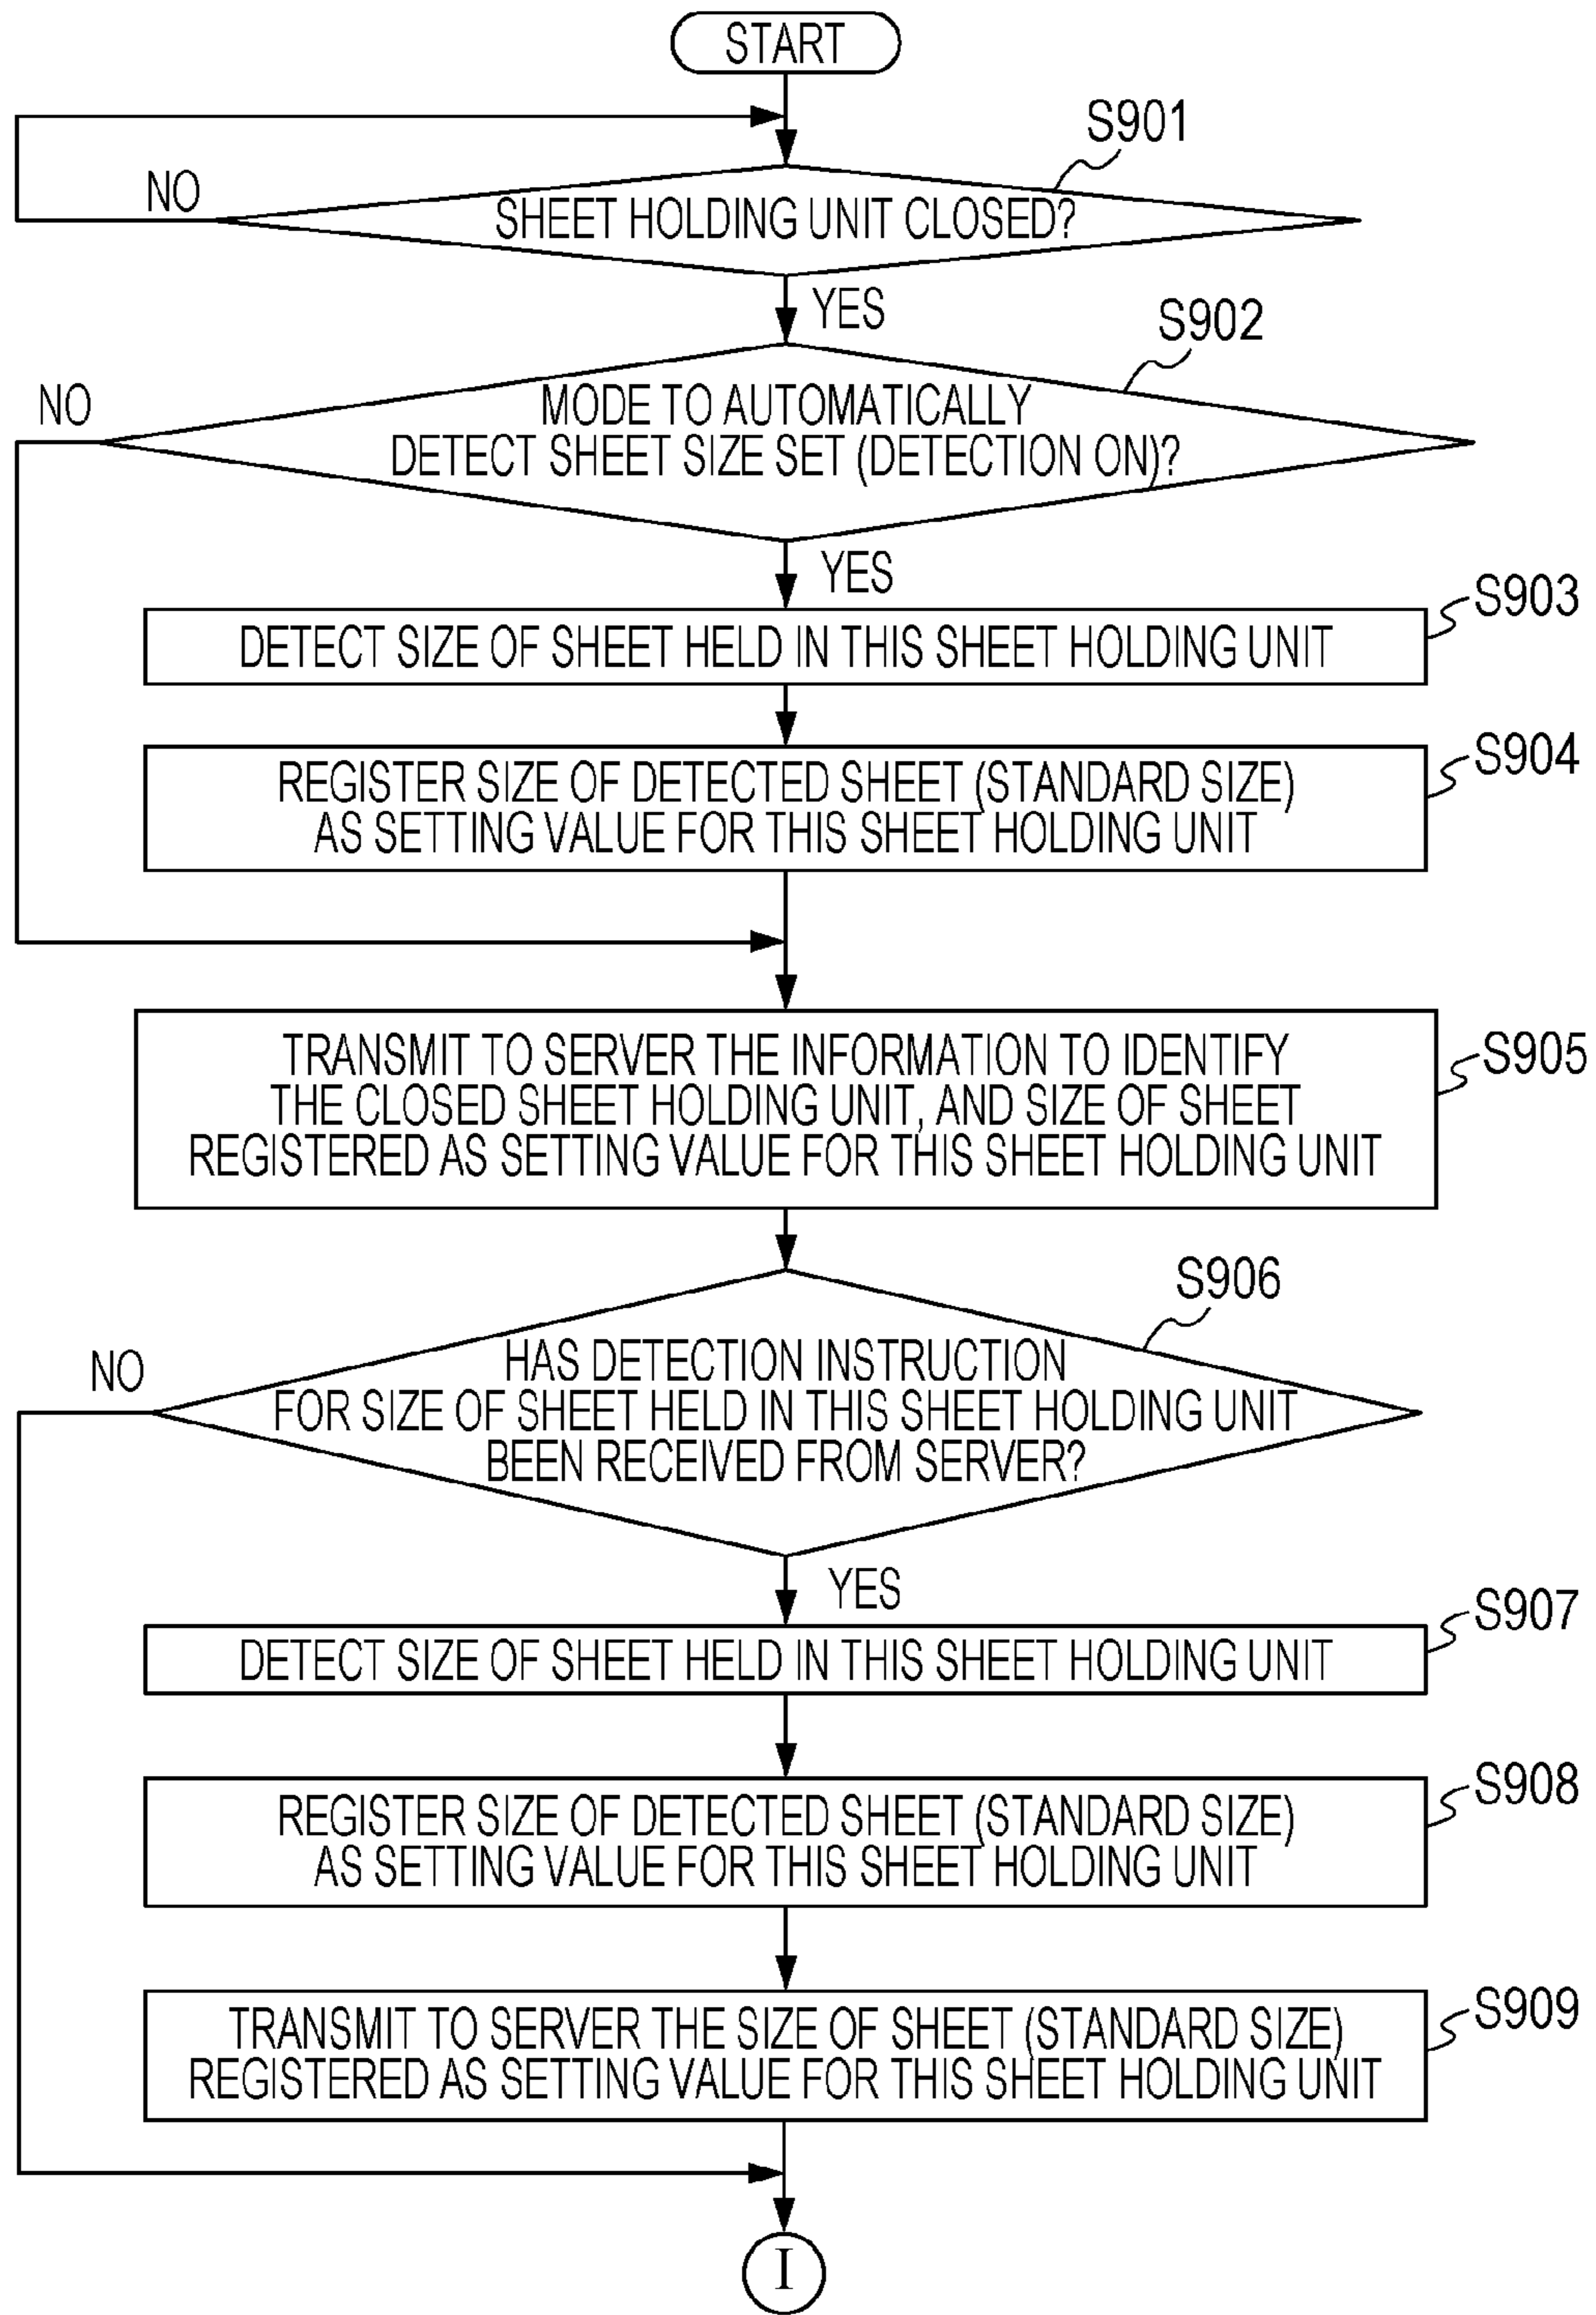 START
S901
NO
SHEET HOLDING UNIT CLOSED?
YES
S902
NO
MODE TO AUTOMATICALLY
DETECT SHEET SIZE SET (DETECTION ON)?
YES
S903
DETECT SIZE OF SHEET HELD IN THIS SHEET HOLDING UNIT
S904
REGISTER SIZE OF DETECTED SHEET (STANDARD SIZE)
AS SETTING VALUE FOR THIS SHEET HOLDING UNIT
S905
TRANSMIT TO SERVER THE INFORMATION TO IDENTIFY
THE CLOSED SHEET HOLDING UNIT, AND SIZE OF SHEET
REGISTERED AS SETTING VALUE FOR THIS SHEET HOLDING UNIT
S906
NO
HAS DETECTION INSTRUCTION
FOR SIZE OF SHEET HELD IN THIS SHEET HOLDING UNIT
BEEN RECEIVED FROM SERVER?
YES
S907
DETECT SIZE OF SHEET HELD IN THIS SHEET HOLDING UNIT
S908
REGISTER SIZE OF DETECTED SHEET (STANDARD SIZE)
AS SETTING VALUE FOR THIS SHEET HOLDING UNIT
S909
TRANSMIT TO SERVER THE SIZE OF SHEET (STANDARD SIZE)
REGISTERED AS SETTING VALUE FOR THIS SHEET HOLDING UNIT
I